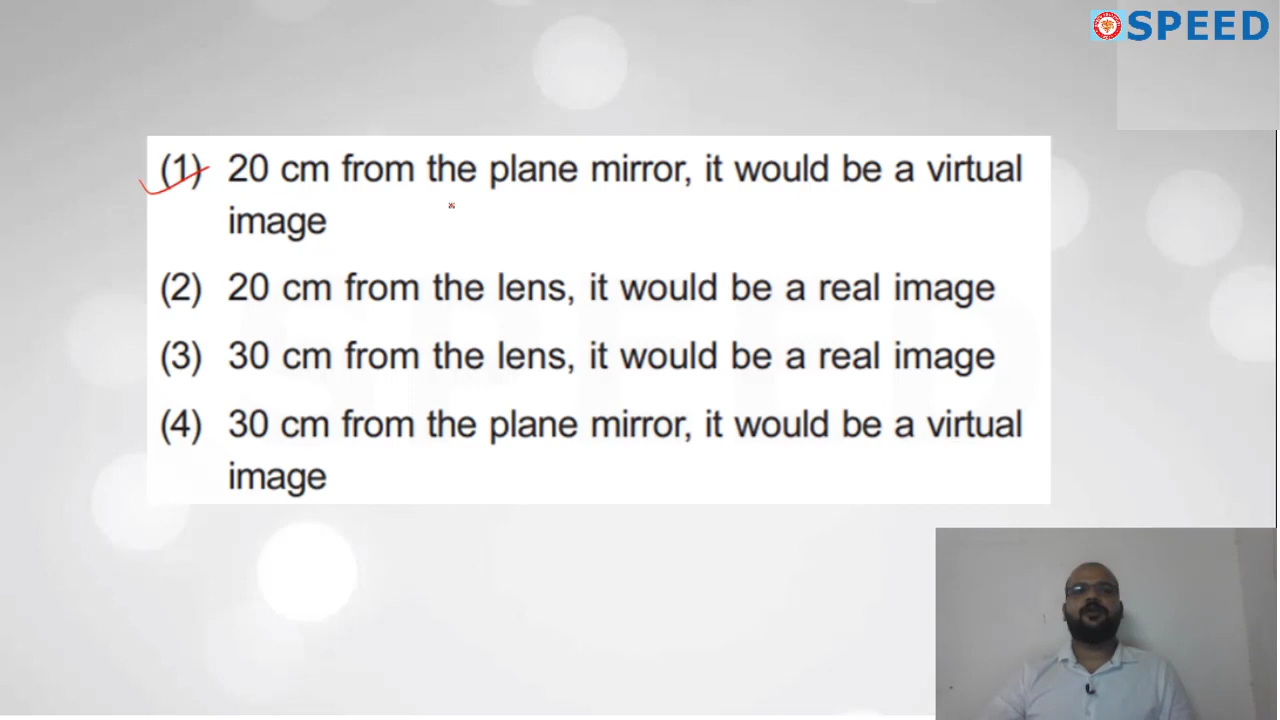 SPEED
(1) 20 cm from the plane mirror, it would be a virtual
image
(2) 20 cm from the lens, it would be a real image
(3) 30 cm from the lens, it would be a real image
(4) 30 cm from the plane mirror, it would be a virtual
image